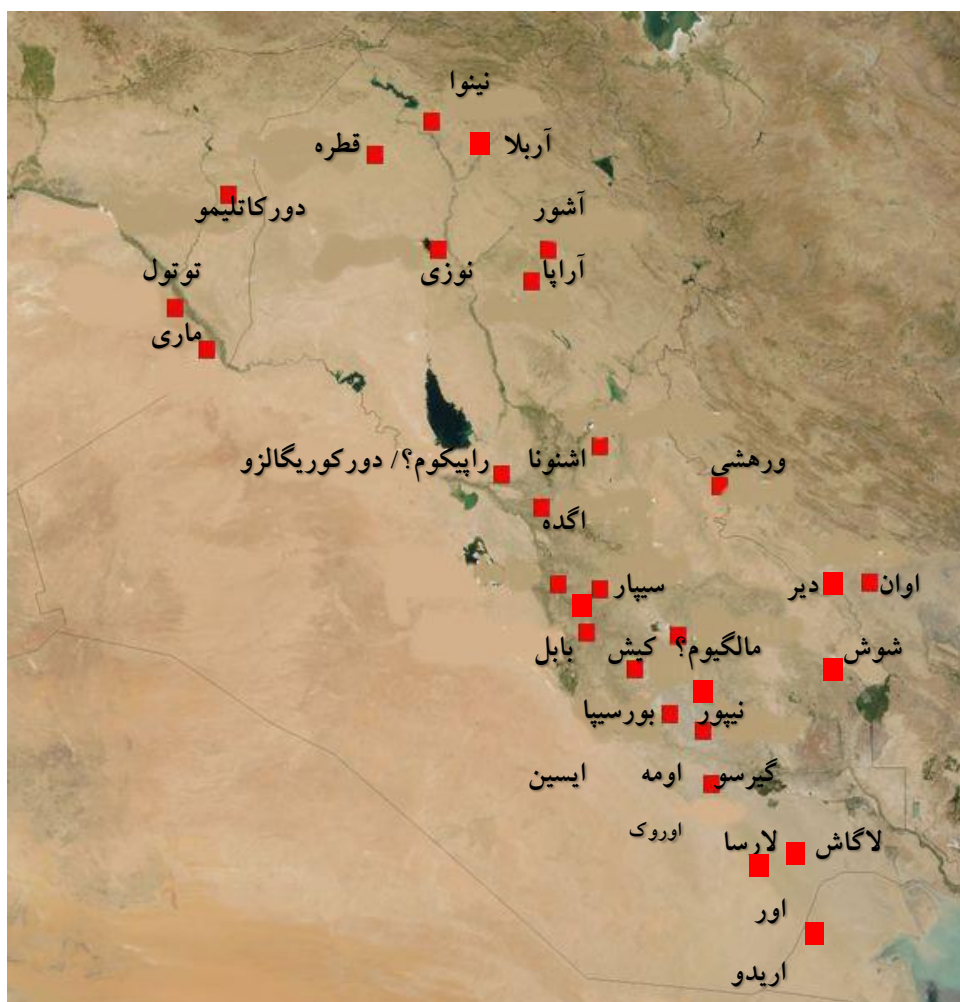 نینوا
آربلا
قطره
دورکاتلیمو
آشور
توتول
نوزی
آراپا
ماری
راپیکوم؟/ دورکوریگالزو
اشنونا
ورهشی
اگده
سیپار
دیر
اوان
بابل
کیش
مالگیوم؟
شوش
بورسیپا
نیپور
ایسین
اومه
گیرسو
اوروک
لارسا
لاگاش
اور
اریدو